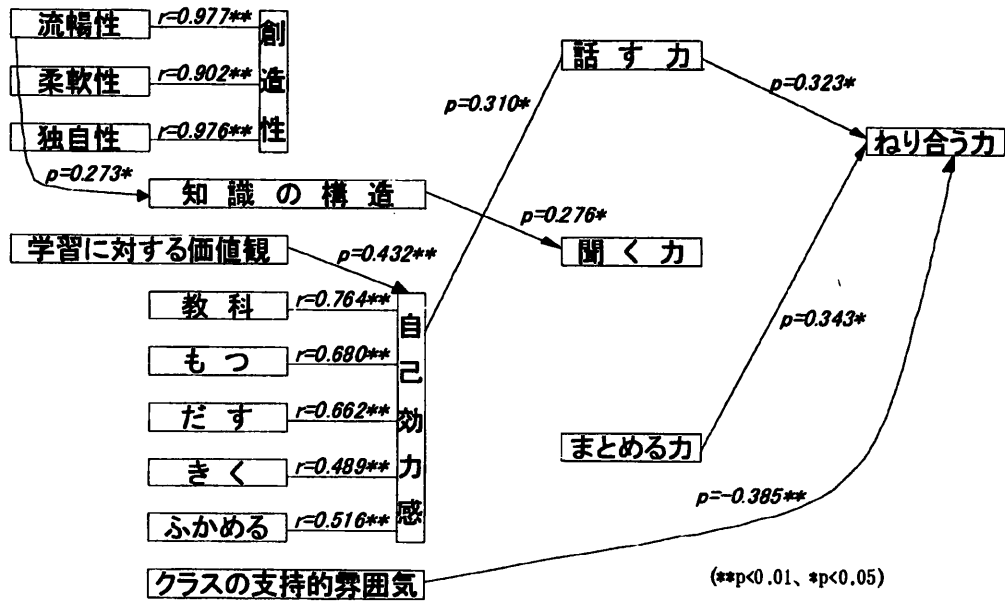 流暢性
r=0.977**
創造性
柔軟性
r=0.902**
独自性
r=0.976**
p=0.273*
知識の構造
学習に対する価値観
p=0.432**
教科
r=0.764**
自己効力感
もつ
r=0.680**
だす
r=0.662**
きく
r=0.489**
ふかめる
r=0.516**
クラスの支持的雰囲気
p=0.310*
話す力
p=0.323*
ねり合う力
p=0.276*
聞く力
p=0.343*
まとめる力
p=-0.385**
(**p<0.01、*p<0.05)